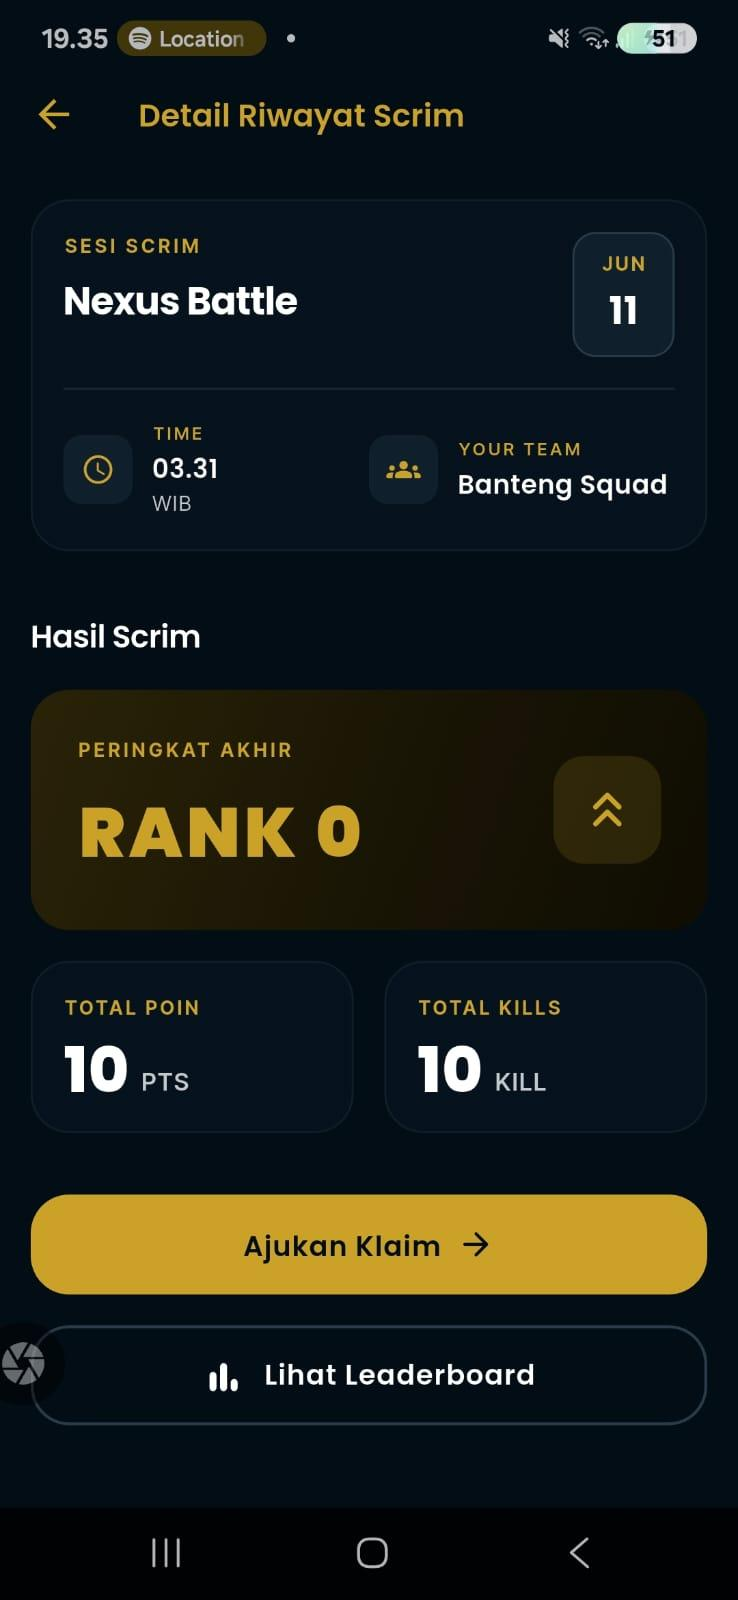 19.35 Location
51
Detail Riwayat Scrim
SESI SCRIM
Nexus Battle
JUN
11
TIME
03.31
WIB
YOUR TEAM
Banteng Squad
Hasil Scrim
PERINGKAT AKHIR
RANK 0
TOTAL POIN
10 PTS
TOTAL KILLS
10 KILL
Ajukan Klaim
Lihat Leaderboard